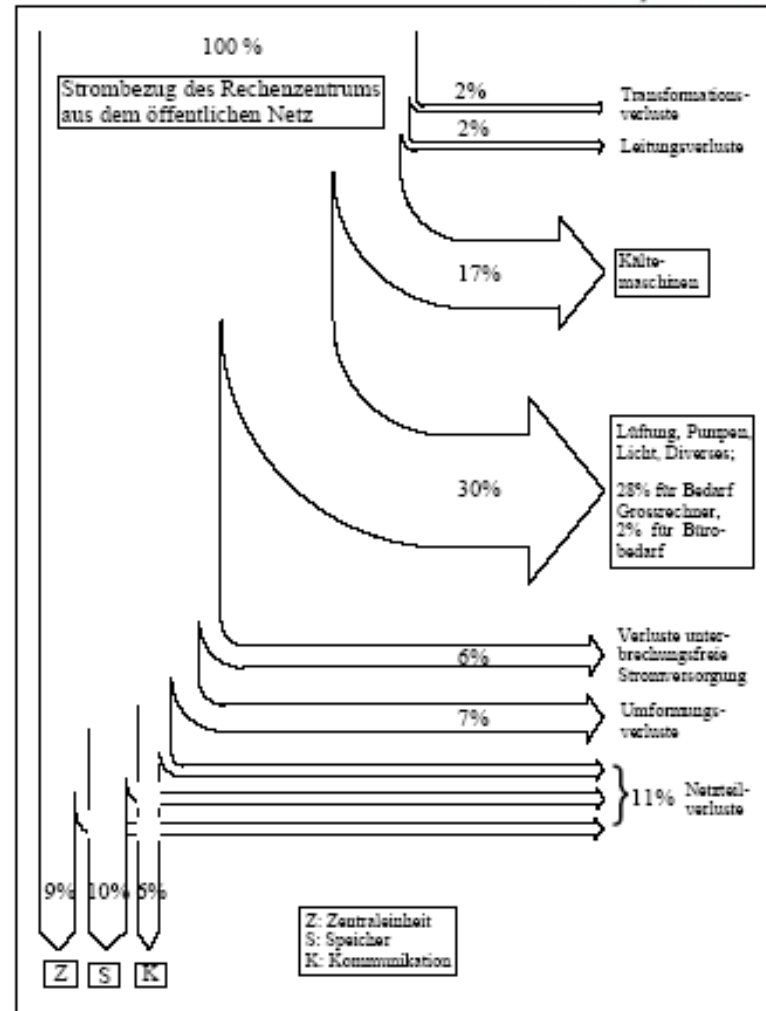 100 %
Strombezug des Rechenzentrums
aus dem öffentlichen Netz
2%
Transformations-
verluste
2%
Leitungsverluste
17%
Kälte-
maschinen
30%
Lüftung, Pumpen,
Licht, Diverses;
28% für Bedarf
Grossrechner,
2% für Büro-
bedarf
6%
Verluste unter-
brechungsfreie
Stromversorgung
7%
Umformungs-
verluste
11%
Netzteil-
verluste
9%
10%
6%
Z: Zentraleinheit
S: Speicher
K: Kommunikation
Z
S
K